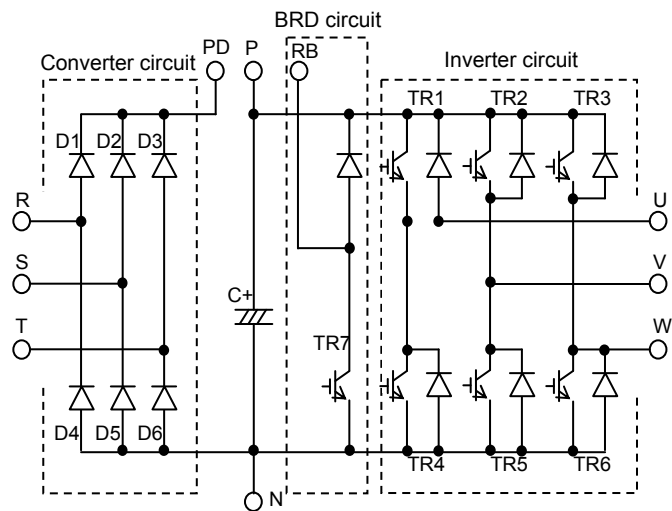 BRD circuit
Converter circuit
PD
P
RB
Inverter circuit
TR1
TR2
TR3
D1
D2
D3
R
U
S
V
C+
T
TR7
W
D4
D5
D6
TR4
TR5
TR6
N